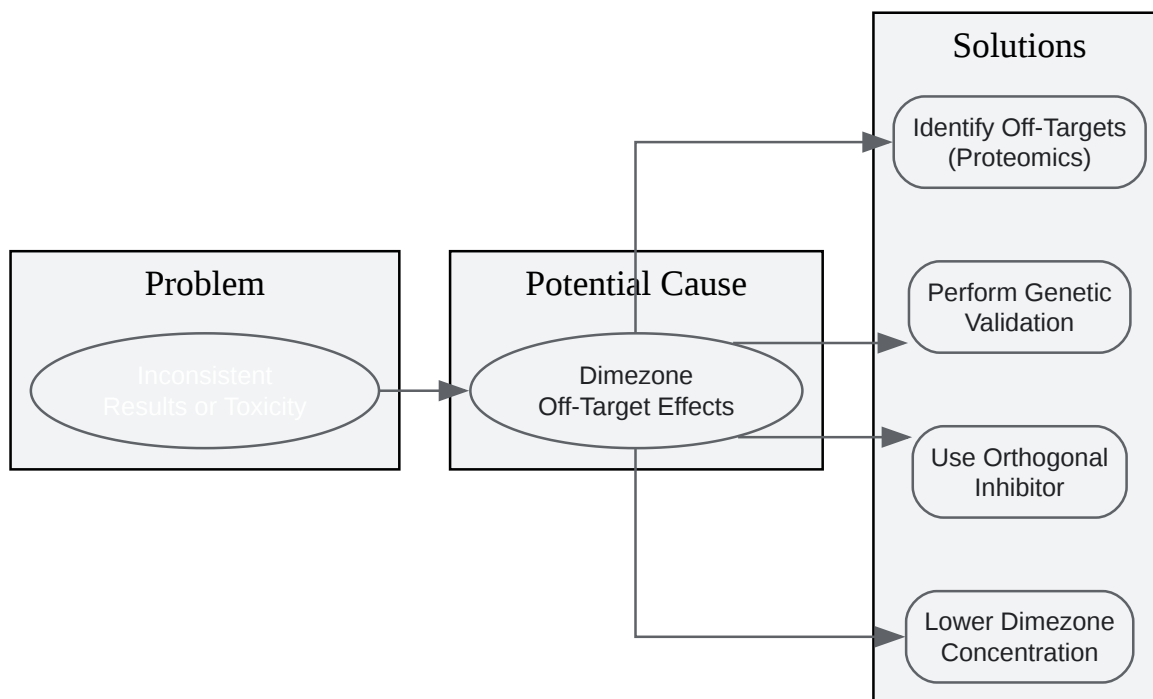 Problem
Inconsistent
Results or Toxicity
Potential Cause
Dimezone
Off-Target Effects
Solutions
Identify Off-Targets
(Proteomics)
Perform Genetic
Validation
Use Orthogonal
Inhibitor
Lower Dimezone
Concentration